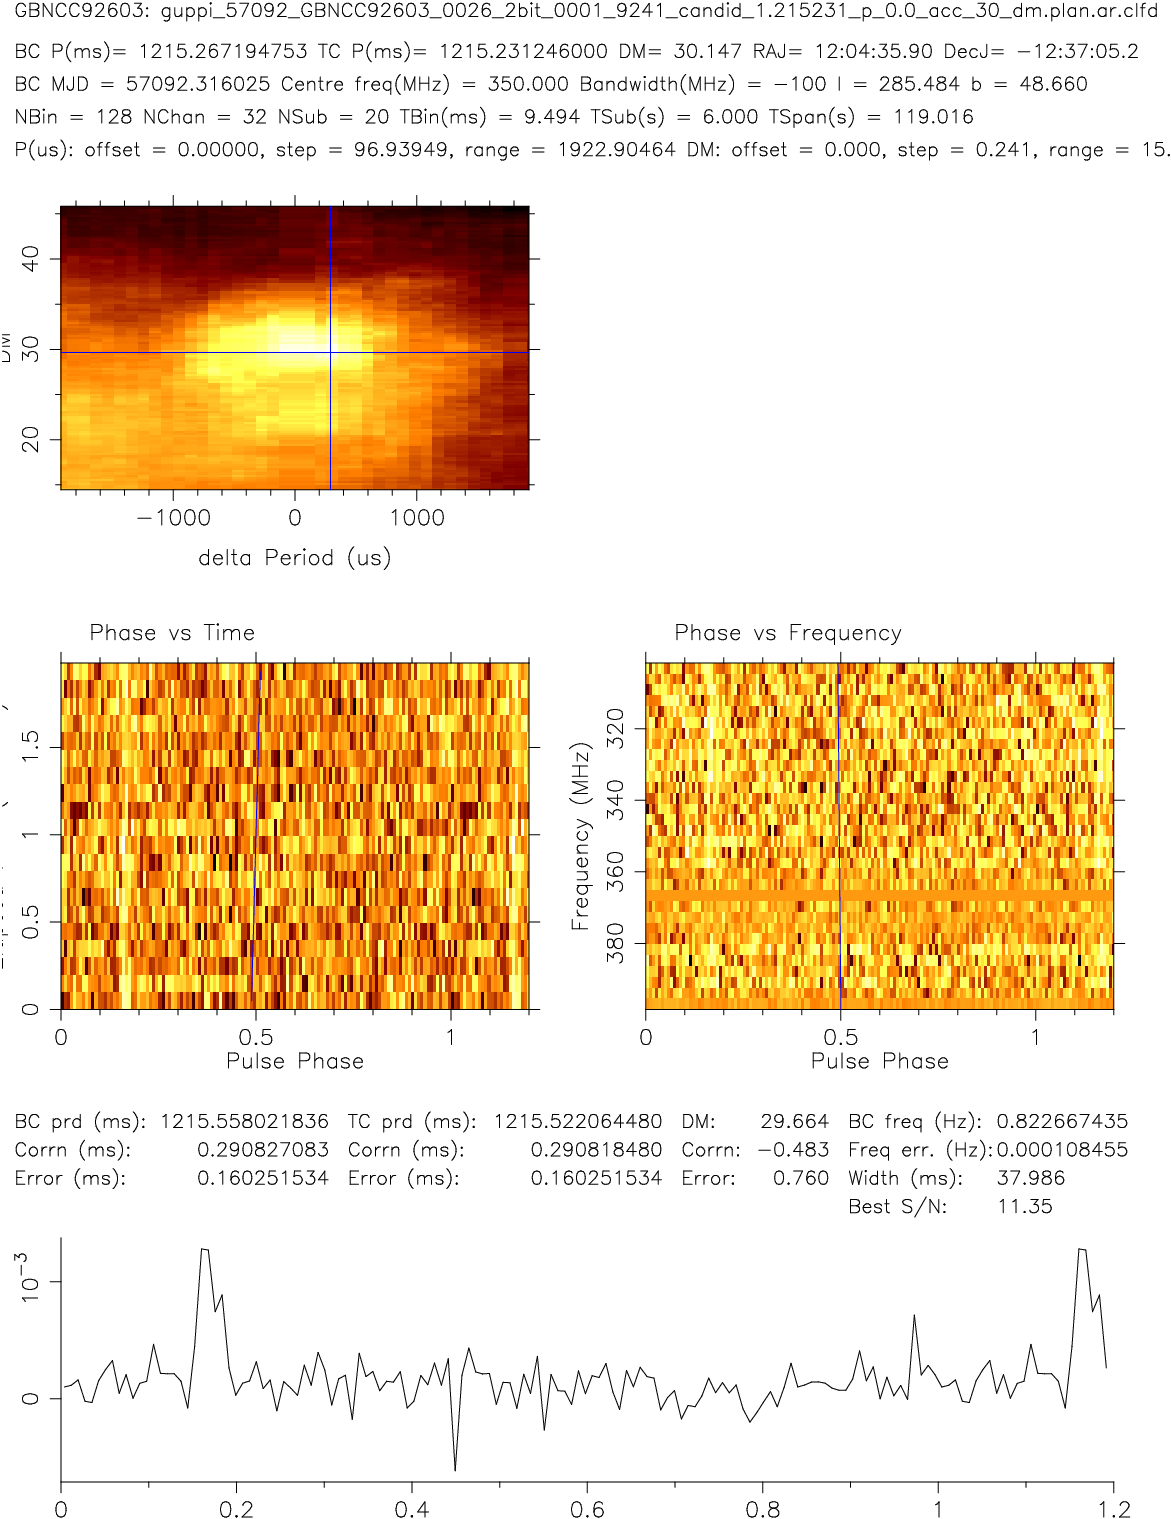 GBNCC92603: guppi_57092_GBNCC92603_0026_2bit_0001_9241_candid_1.215231_p_0.0_acc_30_dm.plan.ar.clfd
BC P(ms)= 1215.267194753 TC P(ms)= 1215.231246000 DM= 30.147 RAJ= 12:04:35.90 DecJ= −12:37:05.2
BC MJD = 57092.316025 Centre freq(MHz) = 350.000 Bandwidth(MHz) = −100 l = 285.484 b = 48.660
NBin = 128 NChan = 32 NSub = 20 TBin(ms) = 9.494 TSub(s) = 6.000 TSpan(s) = 119.016
P(us): offset = 0.00000, step = 96.93949, range = 1922.90464 DM: offset = 0.000, step = 0.241, range = 15.
40
30
20
DM
−1000 0 1000
delta Period (us)
Phase vs Time
1.5
1
0.5
0
0 0.5 1
Pulse Phase
Phase vs Frequency
Frequency (MHz)
320
340
360
380
0 0.5 1
Pulse Phase
BC prd (ms): 1215.558021836 TC prd (ms): 1215.522064480 DM: 29.664 BC freq (Hz): 0.822667435
Corrn (ms): 0.290827083 Corrn (ms): 0.290818480 Corrn: −0.483 Freq err. (Hz): 0.000108455
Error (ms): 0.160251534 Error (ms): 0.160251534 Error: 0.760 Width (ms): 37.986
Best S/N: 11.35
10−3
0
0 0.2 0.4 0.6 0.8 1 1.2